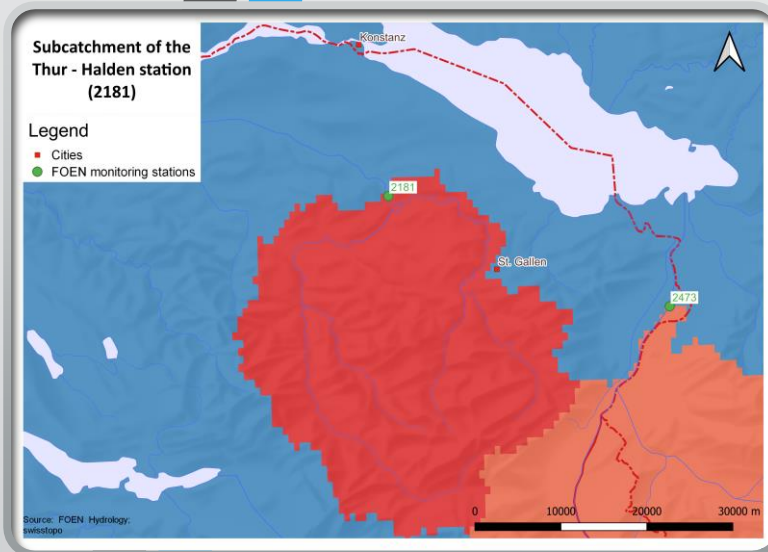 Subcatchment of the
Thur - Halden station
(2181)
Legend
Cities
FOEN monitoring stations
Konstanz
2181
St. Gallen
2473
Source: FOEN Hydrology;
swisstopo
0 10000 20000 30000 m